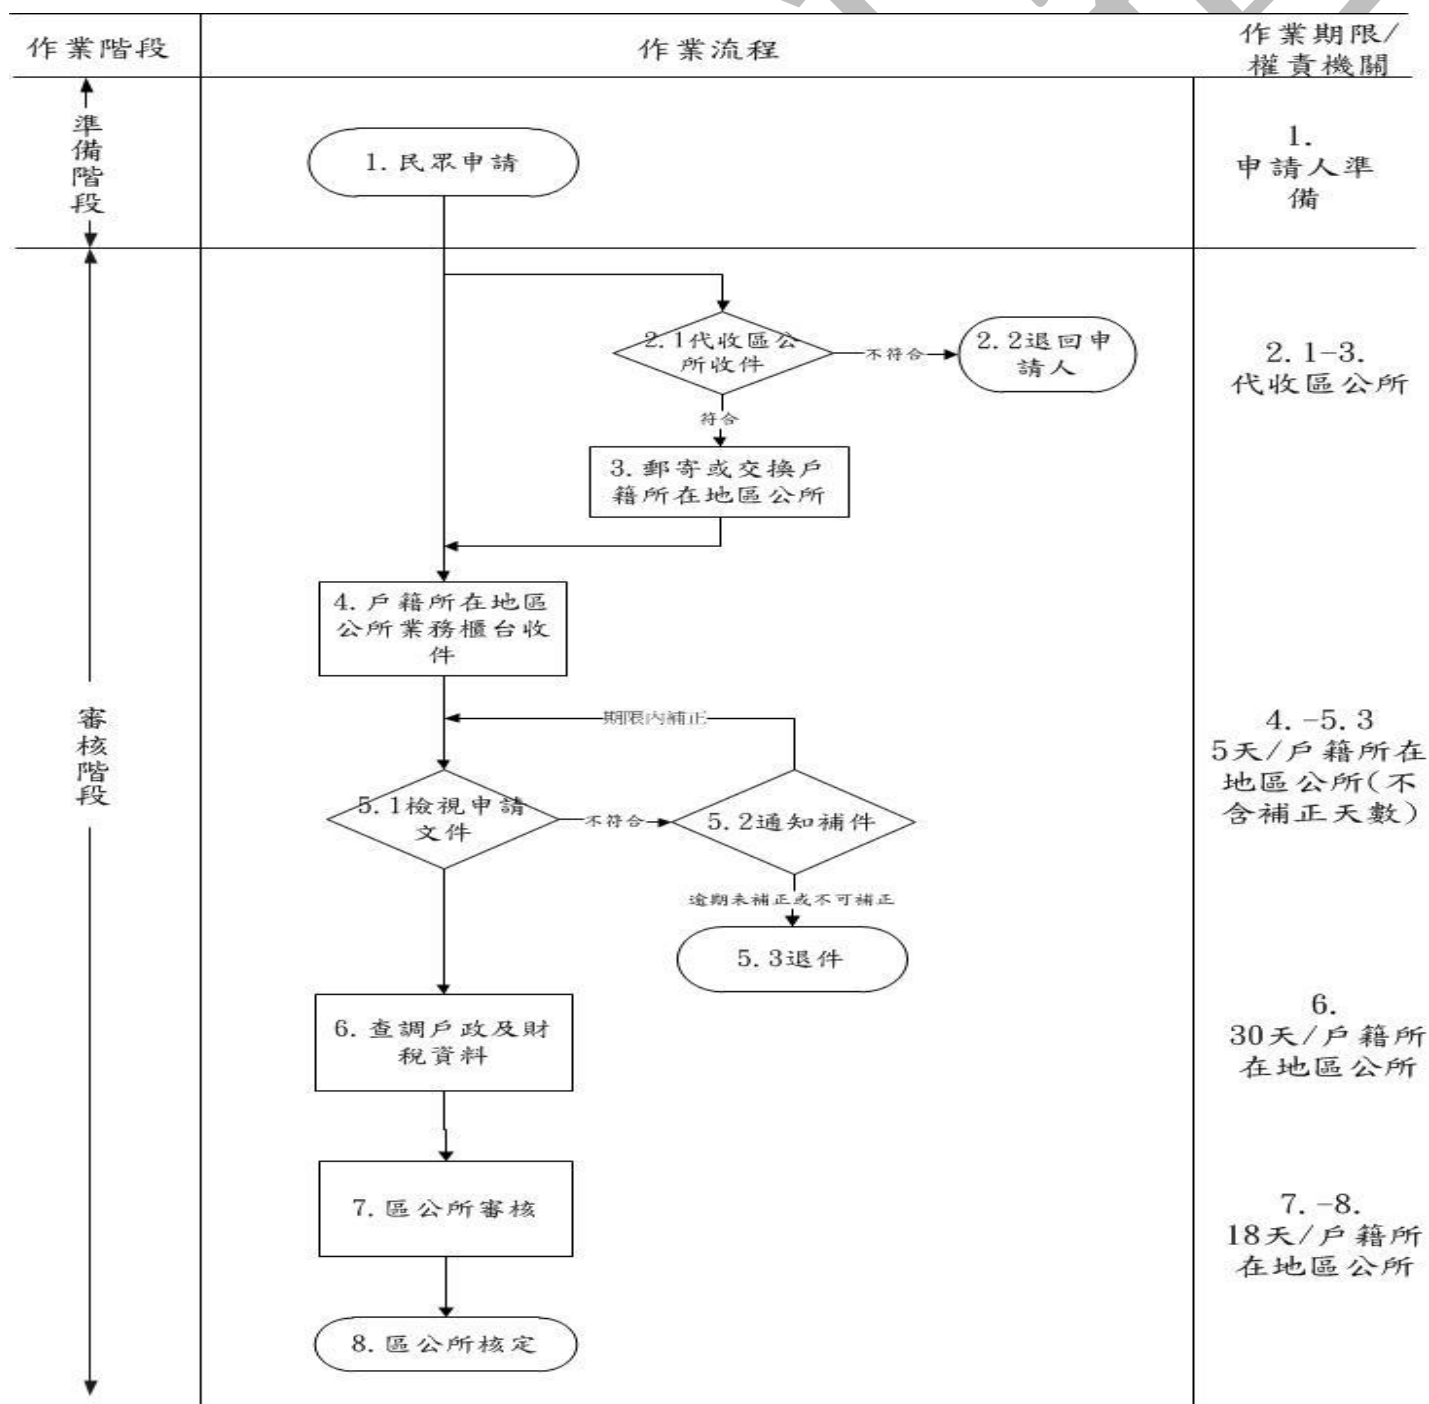 作業階段
作業流程
作業期限/
權責機關
準備階段
1.民眾申請
1.
申請人準
備
2.1代收區公
所收件
不符合
2.2退回申
請人
2.1-3.
代收區公所
符合
3.郵寄或交換戶
籍所在地區公所
4.戶籍所在地區
公所業務櫃台收
件
審核階段
期限內補正
4.-5.3
5天/戶籍所在
地區公所(不
含補正天數)
5.1檢視申請
文件
不符合
5.2通知補件
逾期未補正或不可補正
5.3退件
6.查調戶政及財
稅資料
6.
30天/戶籍所
在地區公所
7.區公所審核
7.-8.
18天/戶籍所
在地區公所
8.區公所核定